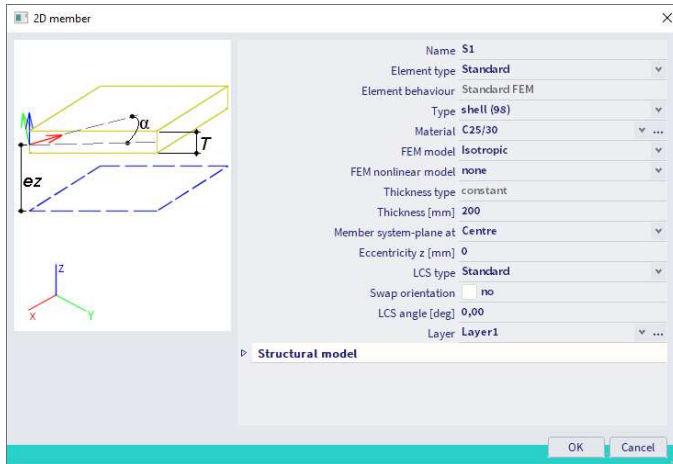 2D member
Name S1
Element type Standard
Element behaviour Standard FEM
Type shell (98)
Material C25/30 ...
FEM model Isotropic
FEM nonlinear model none
Thickness type constant
Thickness [mm] 200
Member system-plane at Centre
Eccentricity z [mm] 0
LCS type Standard
Swap orientation no
LCS angle [deg] 0,00
Layer Layer1 ...
Structural model
α
T
ez
z
x
Y
OK Cancel